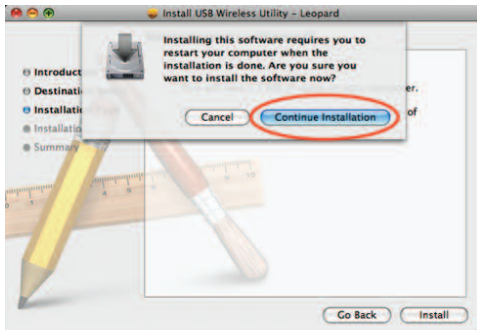 Install USB Wireless Utility – Leopard
Installing this software requires you to
restart your computer when the
installation is done. Are you sure you
want to install the software now?
Cancel
Continue Installation
Introduct
Destinati
er.
Installati
of
Installatio
Summary
Go Back
Install